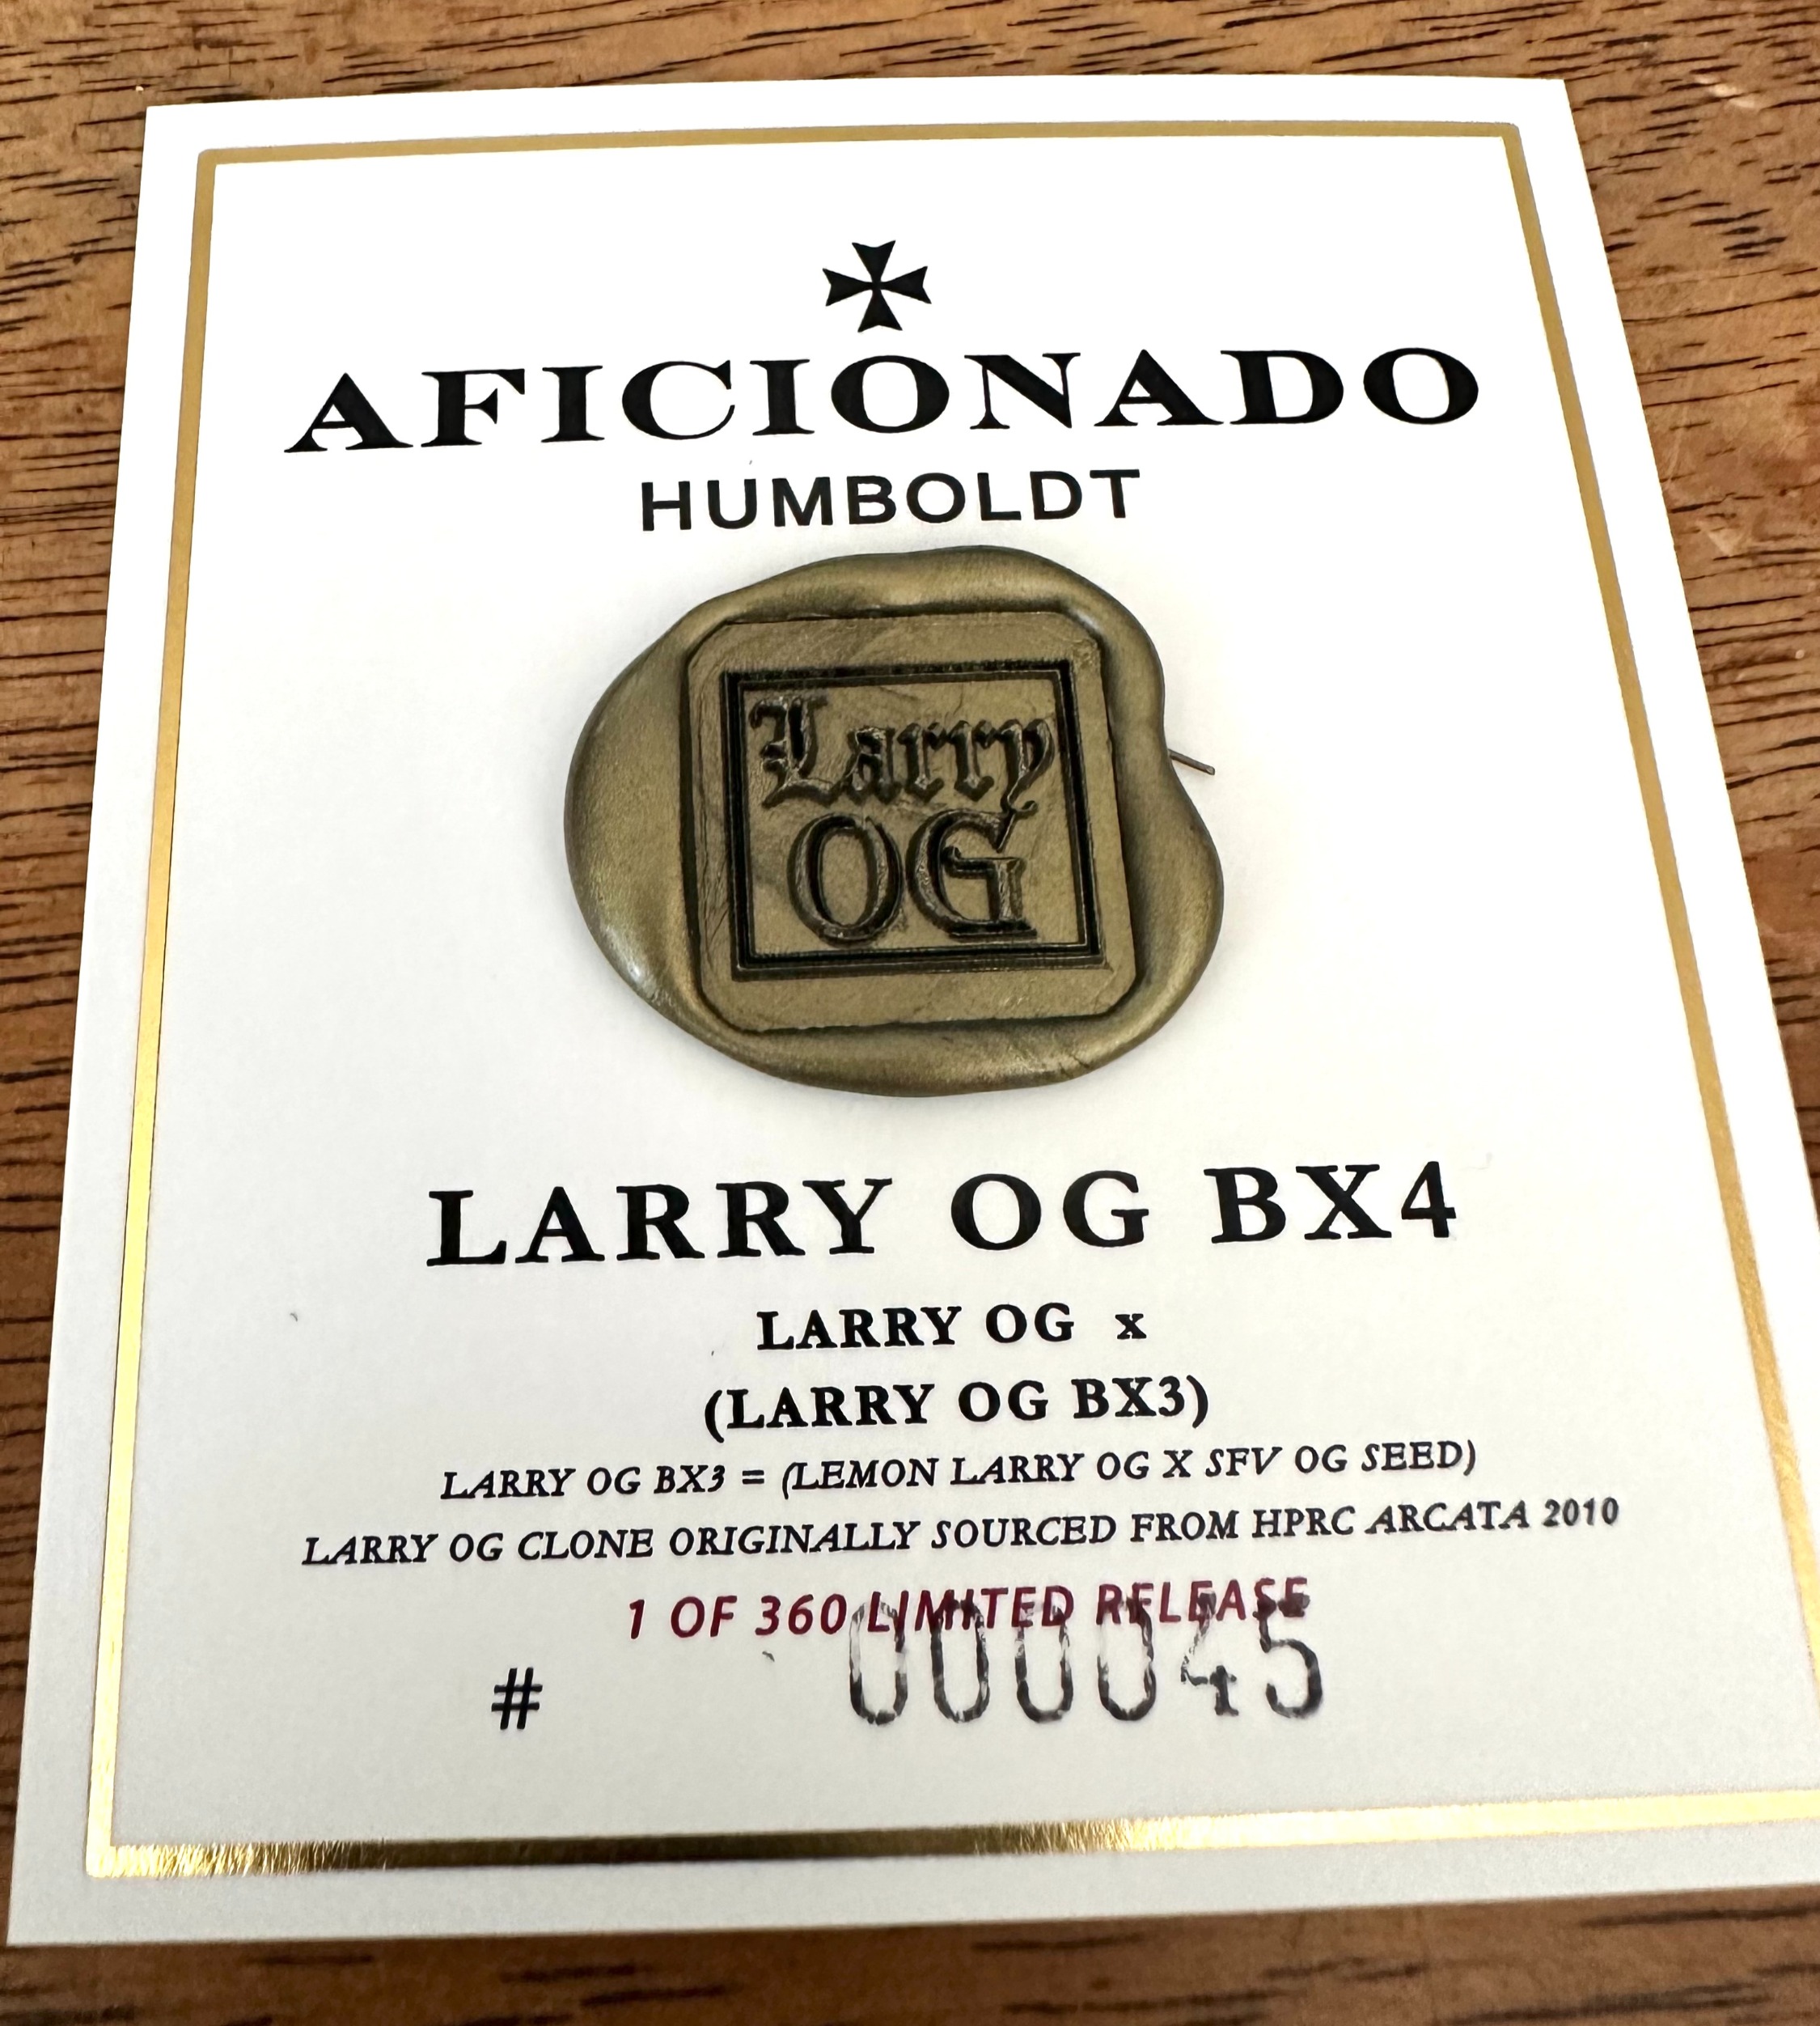 AFICIONADO
HUMBOLDT
Larry
OG
LARRY OG BX4
LARRY OG x
(LARRY OG BX3)
LARRY OG BX3 = (LEMON LARRY OG X SFV OG SEED)
LARRY OG CLONE ORIGINALLY SOURCED FROM HPRC ARCATA 2010
1 OF 360 LIMITED RELEASE
# 000045